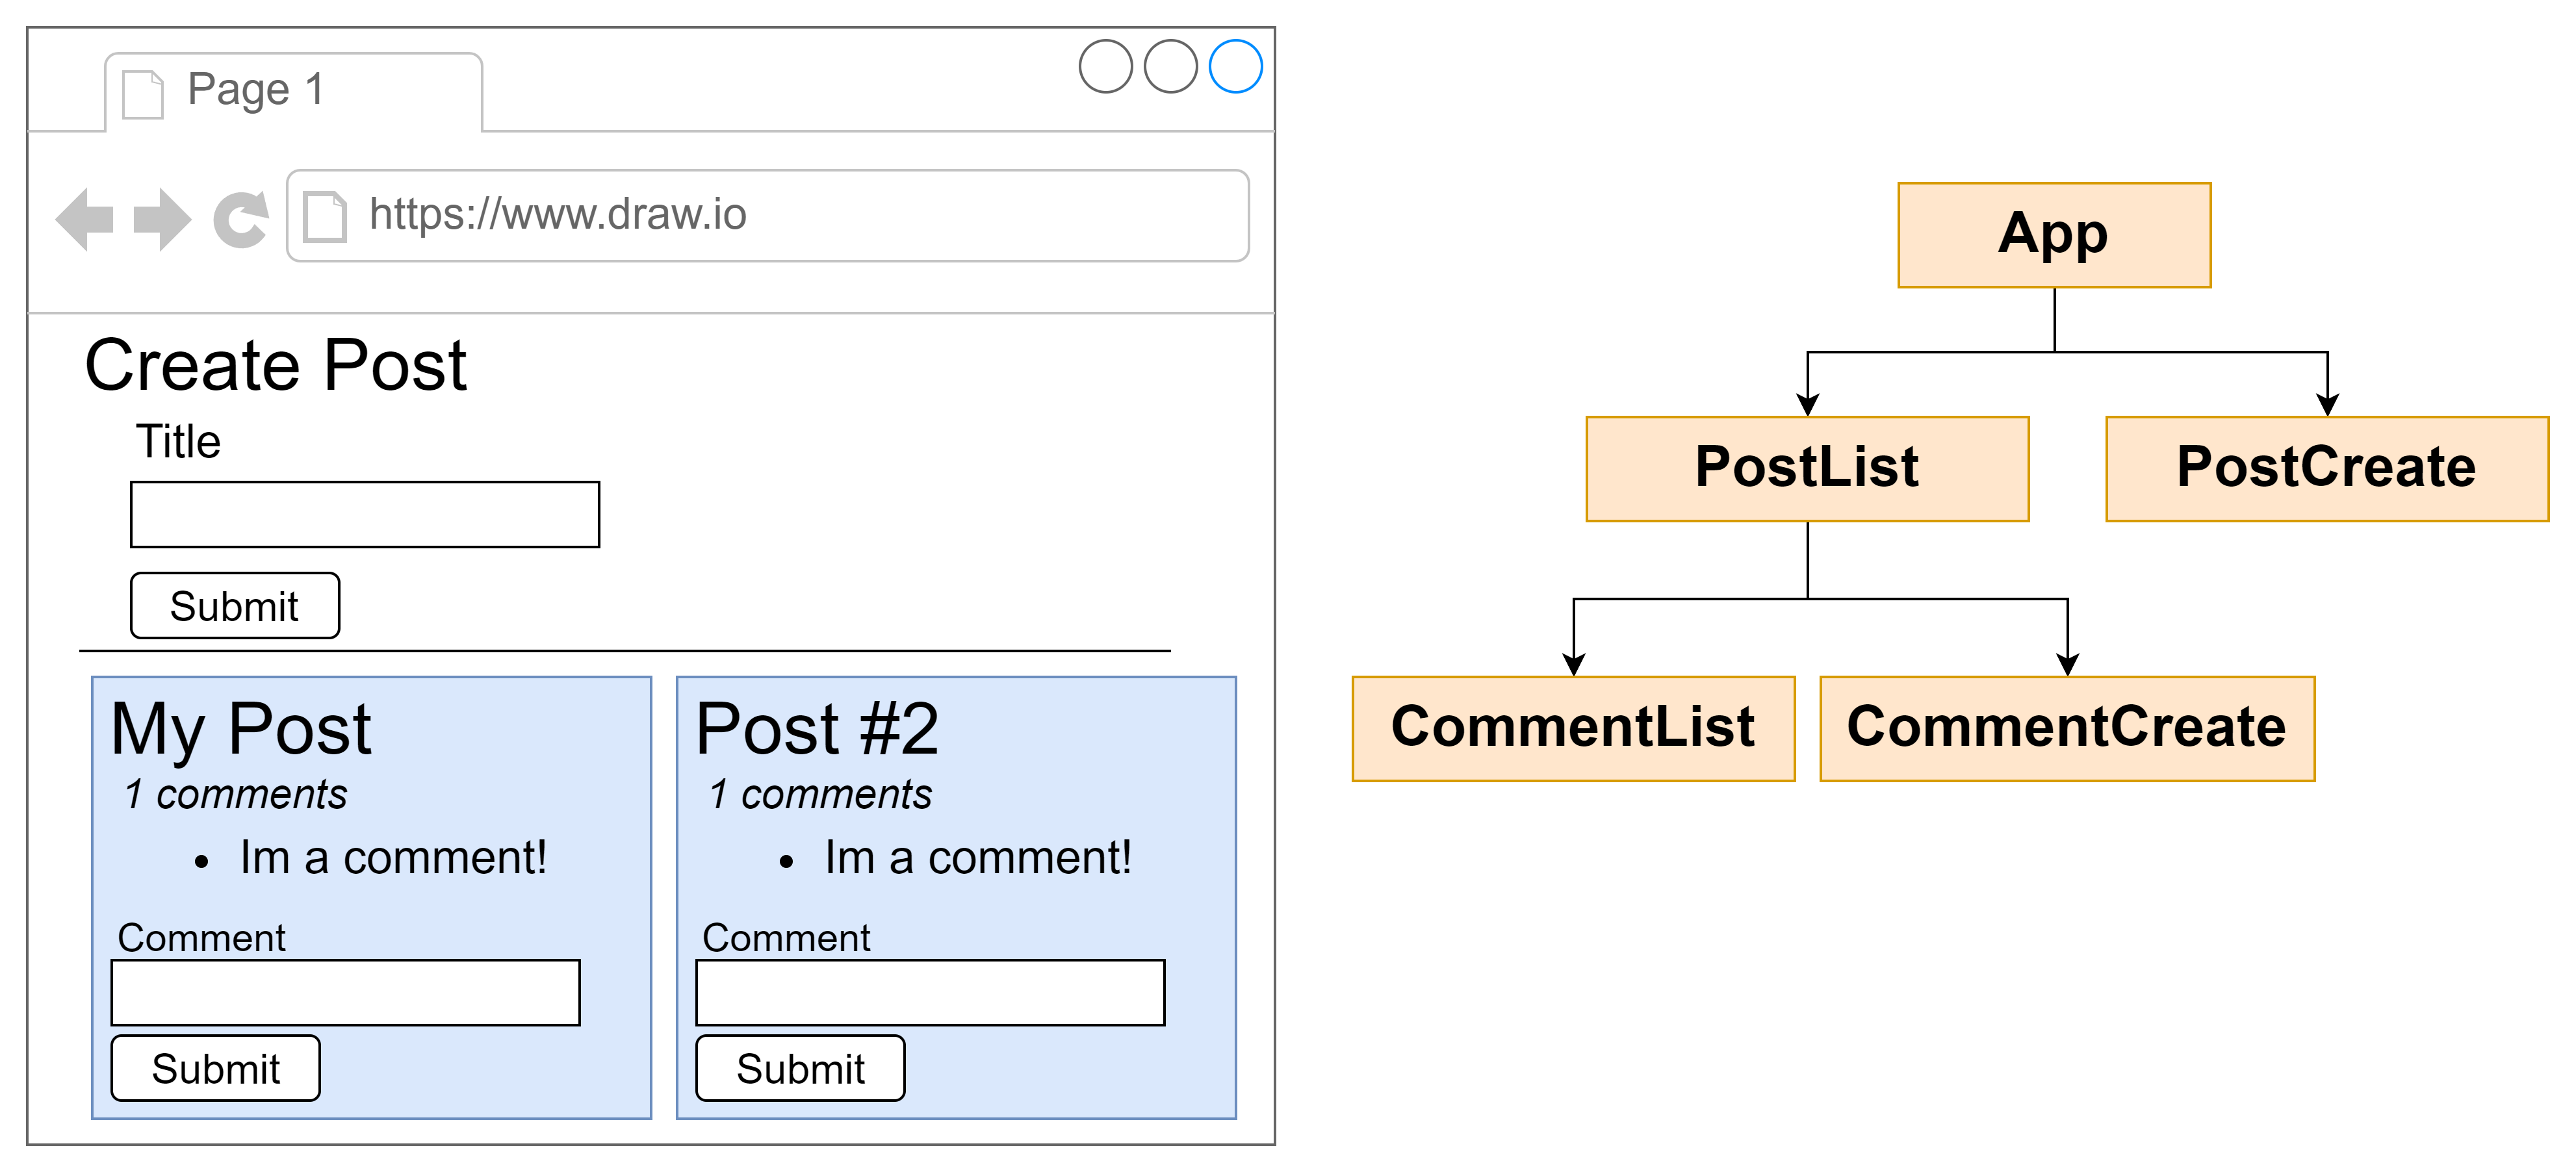 Page 1
https://www.draw.io
Create Post
Title
Submit
My Post
1 comments
• Im a comment!
Comment
Submit
Post #2
1 comments
• Im a comment!
Comment
Submit
App
PostList
PostCreate
CommentList
CommentCreate